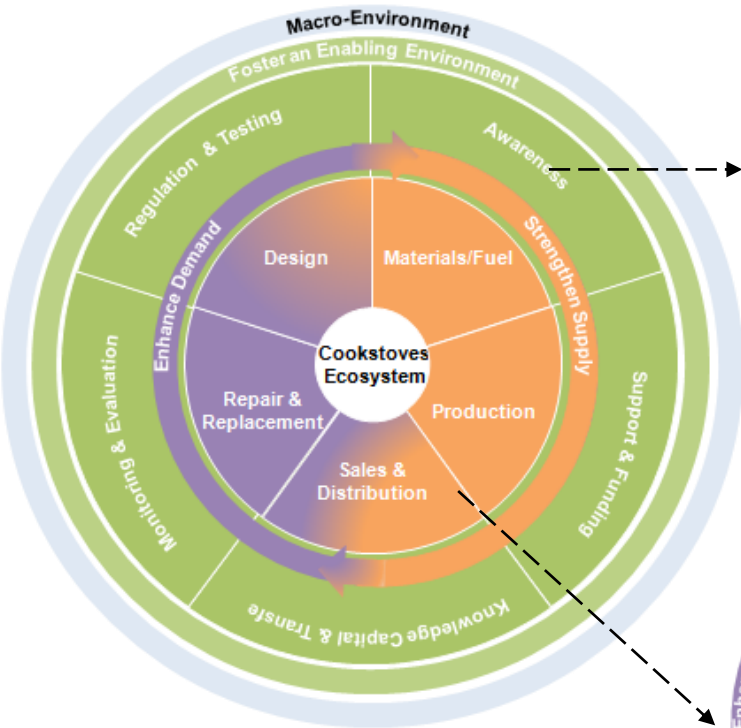 Macro-Environment
Foster an Enabling Environment
Regulation & Testing
Awareness
Enhance Demand
Strengthen Supply
Design
Materials/Fuel
Cookstoves
Ecosystem
Repair &
Replacement
Production
Sales &
Distribution
Monitoring & Evaluation
Support & Funding
Knowledge Capital & Transfe